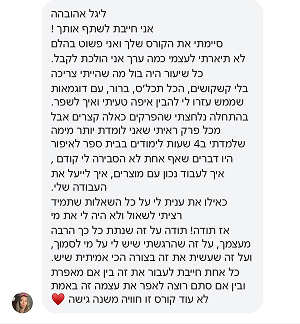 ליגל אהובהה
אני חייבת לשתף אותך !
סיימתי את הקורס שלך ואני פשוט בהלם
לא תיארתי לעצמי כמה ערך אני הולכת לקבל.
כל שיעור היה בול מה שהייתי צריכה
בלי קשקושים, הכל תכל׳ס, ברור, עם דוגמאות
שממש עזרו לי להבין איפה טעיתי ואיך לשפר.
בהתחלה נלחצתי שהפרקים כאלה קצרים אבל
מכל פרק ראיתי שאני לומדת יותר מימה
שלמדתי ב4 שעות לימודים בבית ספר לאיפור
היו דברים שאף אחת לא הסבירה לי קודם ,
איך לעבוד נכון עם מוצרים, איך לייעל את
העבודה שלי.
כאילו את ענית לי על כל השאלות שתמיד
רציתי לשאול ולא היה לי את מי
אז תודה! תודה על זה שנתת כל כך הרבה
מעצמך, על זה שהרגשתי שיש לי על מי לסמוך,
ועל זה שעשית את זה בצורה הכי אמיתית שיש.
כל אחת חייבת לעבור את זה בין אם מאפרת
ובין אם סתם רוצה לאפר את עצמה זה באמת
לא עוד קורס זו חוויה משנה גישה ❤️